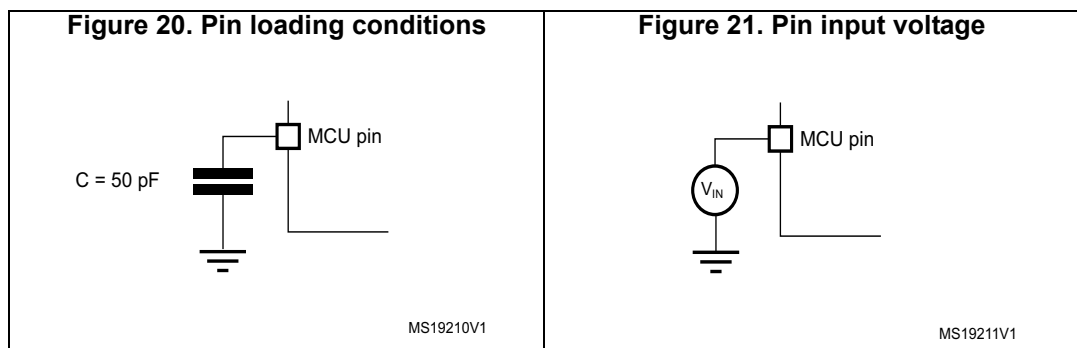 Figure 20. Pin loading conditions
MCU pin
C = 50 pF
MS19210V1
Figure 21. Pin input voltage
MCU pin
VIN
MS19211V1